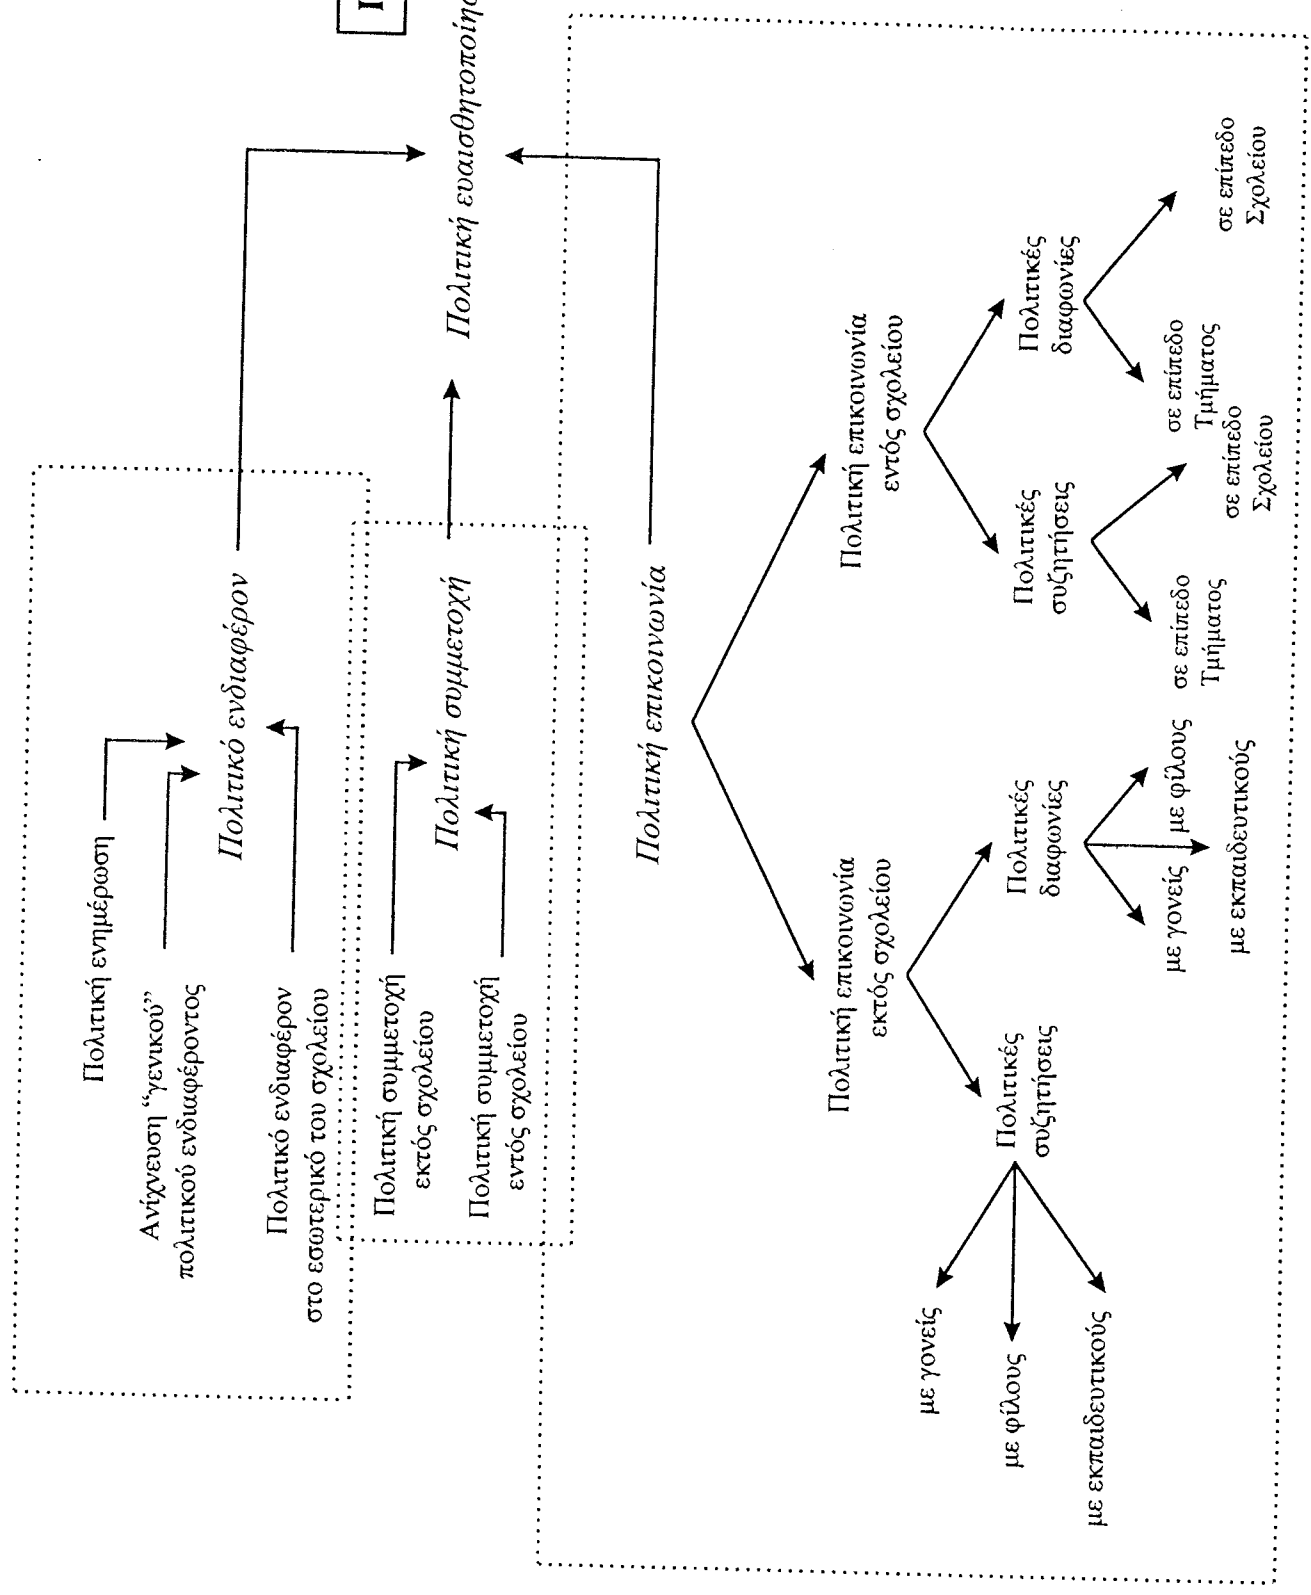 Πολιτική ενημέρωση
Ανίχνευση “γενικού”
πολιτικού ενδιαφέροντος
Πολιτικό ενδιαφέρον
στο εσωτερικό του σχολείου
Πολιτικό ενδιαφέρον
Πολιτική συμμετοχή
εκτός σχολείου
Πολιτική συμμετοχή
εντός σχολείου
Πολιτική συμμετοχή
Πολιτική
Πολιτική επικοινωνία
Πολιτική επικοινωνία
εκτός σχολείου
Πολιτική επικοινωνία
εντός σχολείου
Πολιτικές
συζητήσεις
Πολιτικές
διαφωνίες
Πολιτικές
συζητήσεις
Πολιτικές
διαφωνίες
με γονείς
με φίλους
με εκπαιδευτικούς
με γονείς
με φίλους
με εκπαιδευτικούς
σε επίπεδο
Τμήματος
σε επίπεδο
Σχολείου
σε επίπεδο
Τμήματος
σε επίπεδο
Σχολείου